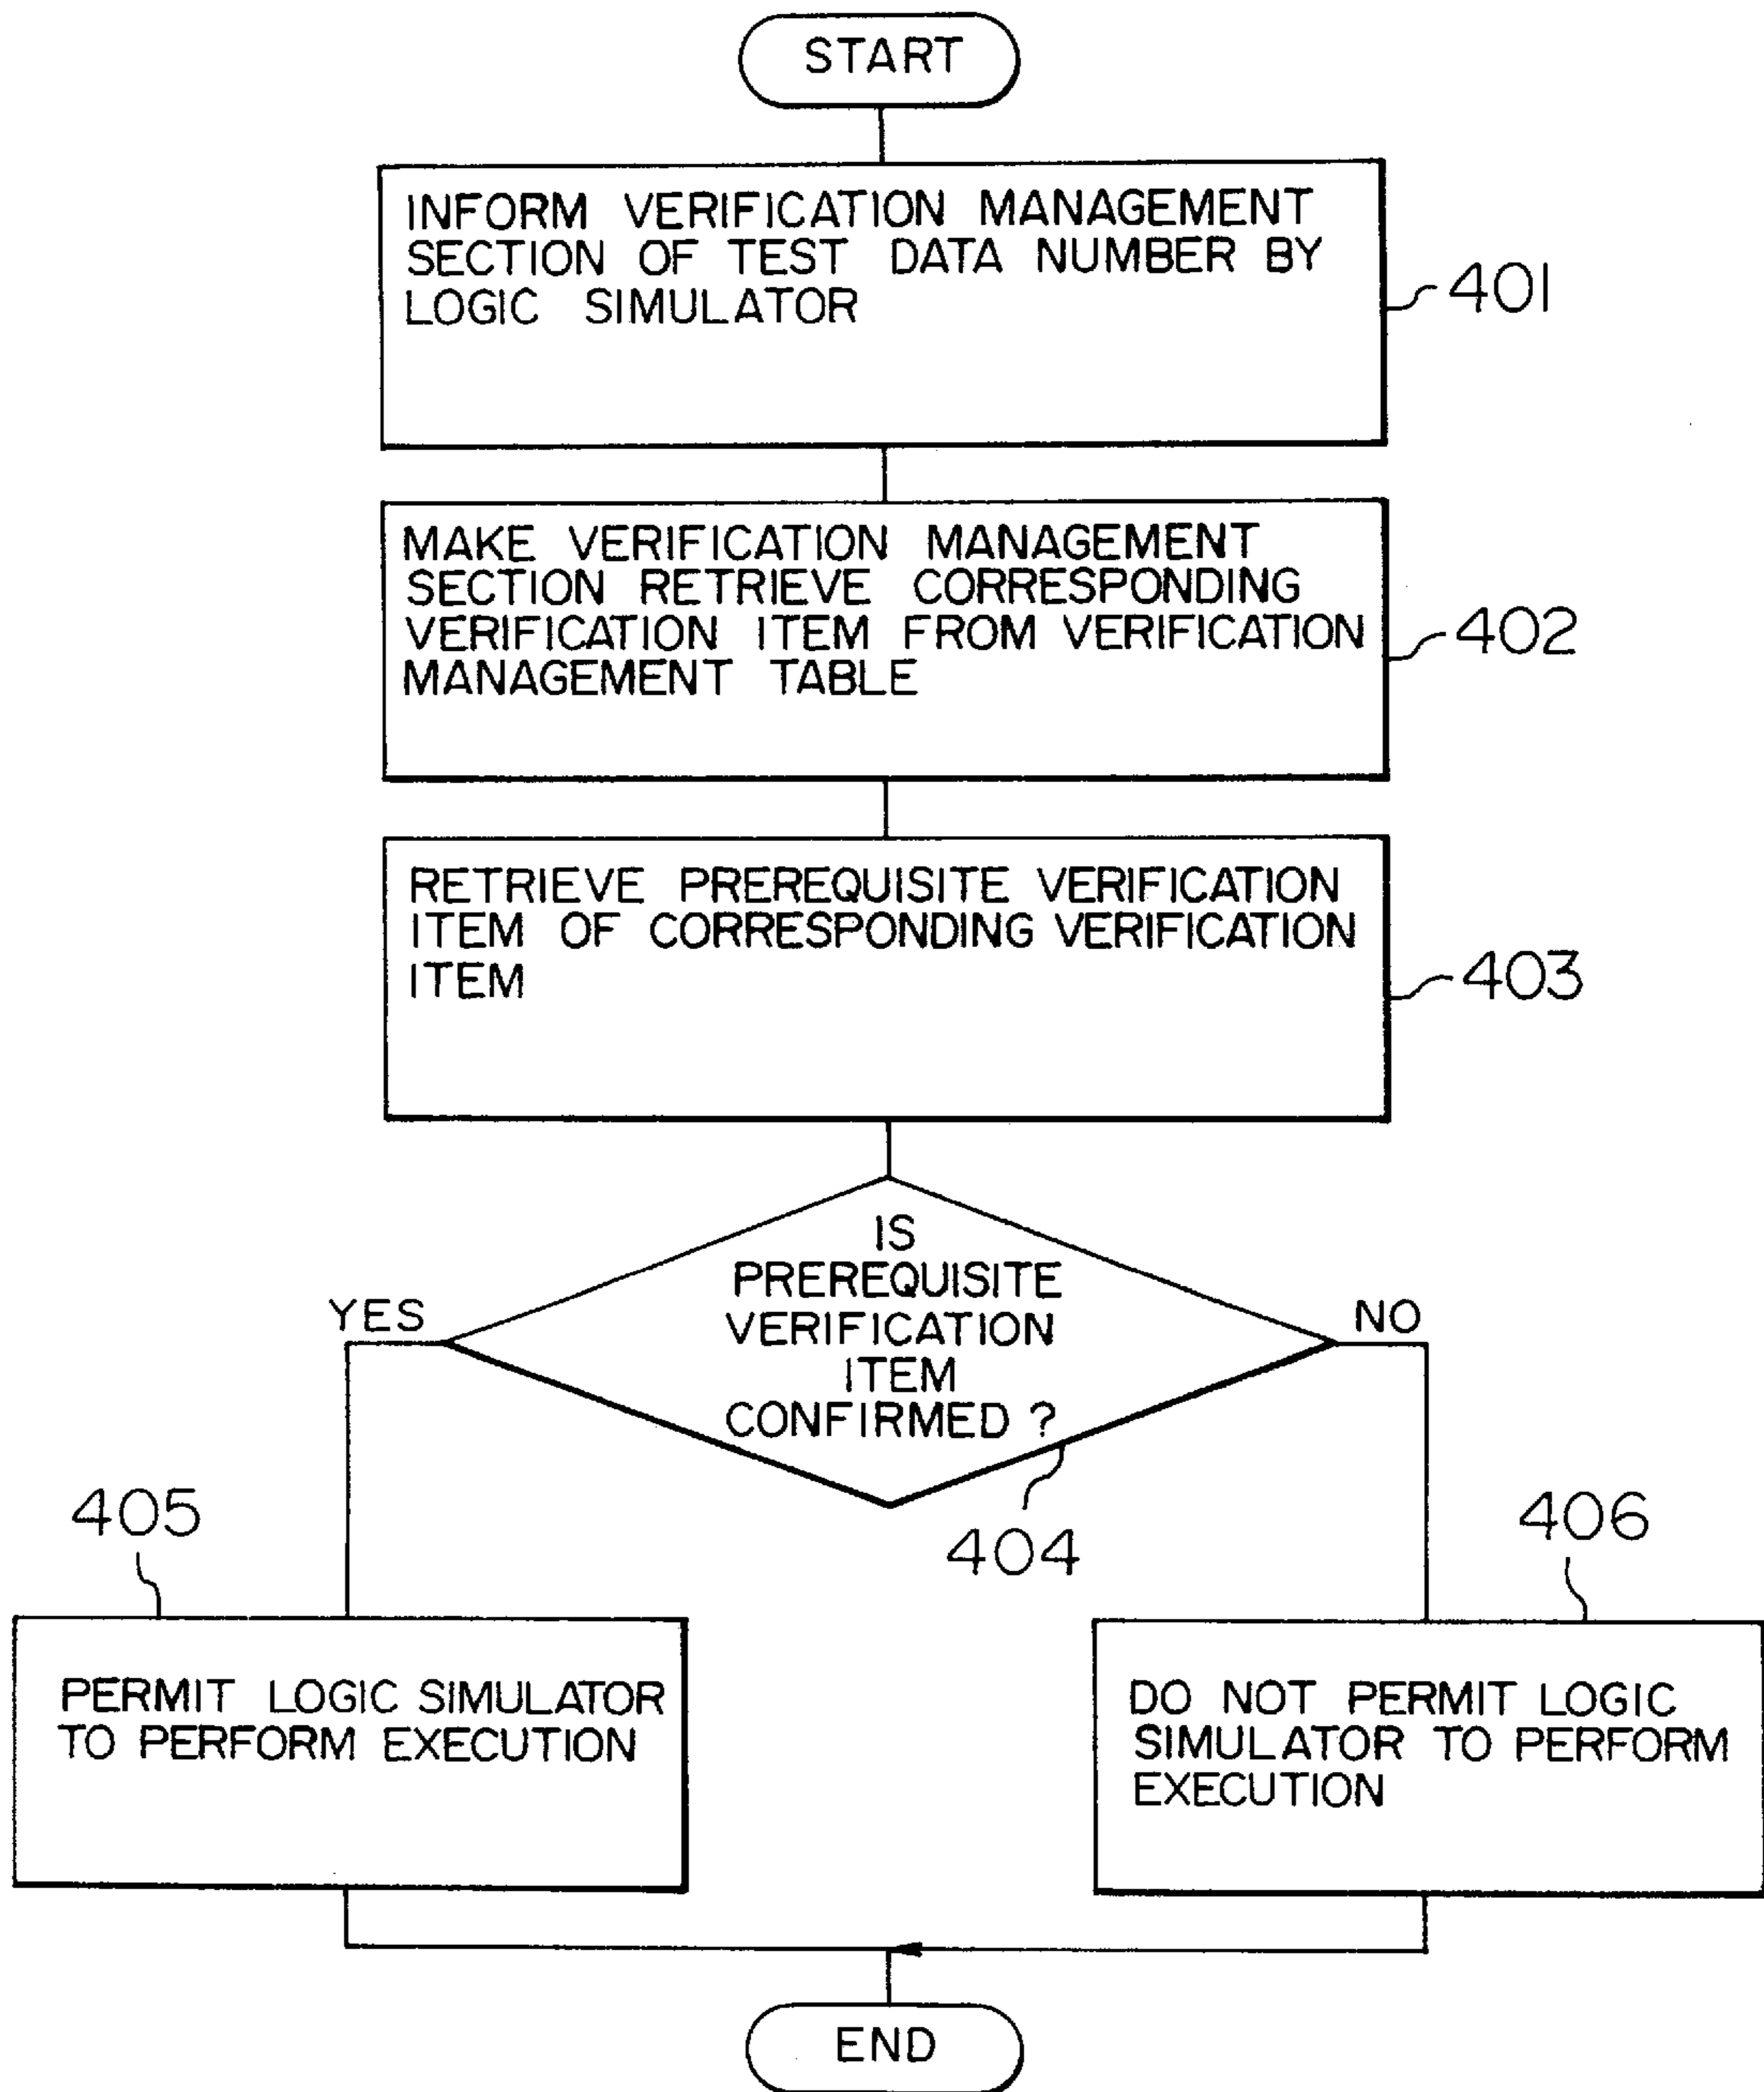 START
INFORM VERIFICATION MANAGEMENT
SECTION OF TEST DATA NUMBER BY
LOGIC SIMULATOR
401
MAKE VERIFICATION MANAGEMENT
SECTION RETRIEVE CORRESPONDING
VERIFICATION ITEM FROM VERIFICATION
MANAGEMENT TABLE
402
RETRIEVE PREREQUISITE VERIFICATION
ITEM OF CORRESPONDING VERIFICATION
ITEM
403
IS
PREREQUISITE
VERIFICATION
ITEM
CONFIRMED ?
YES
NO
404
405
406
PERMIT LOGIC SIMULATOR
TO PERFORM EXECUTION
DO NOT PERMIT LOGIC
SIMULATOR TO PERFORM
EXECUTION
END